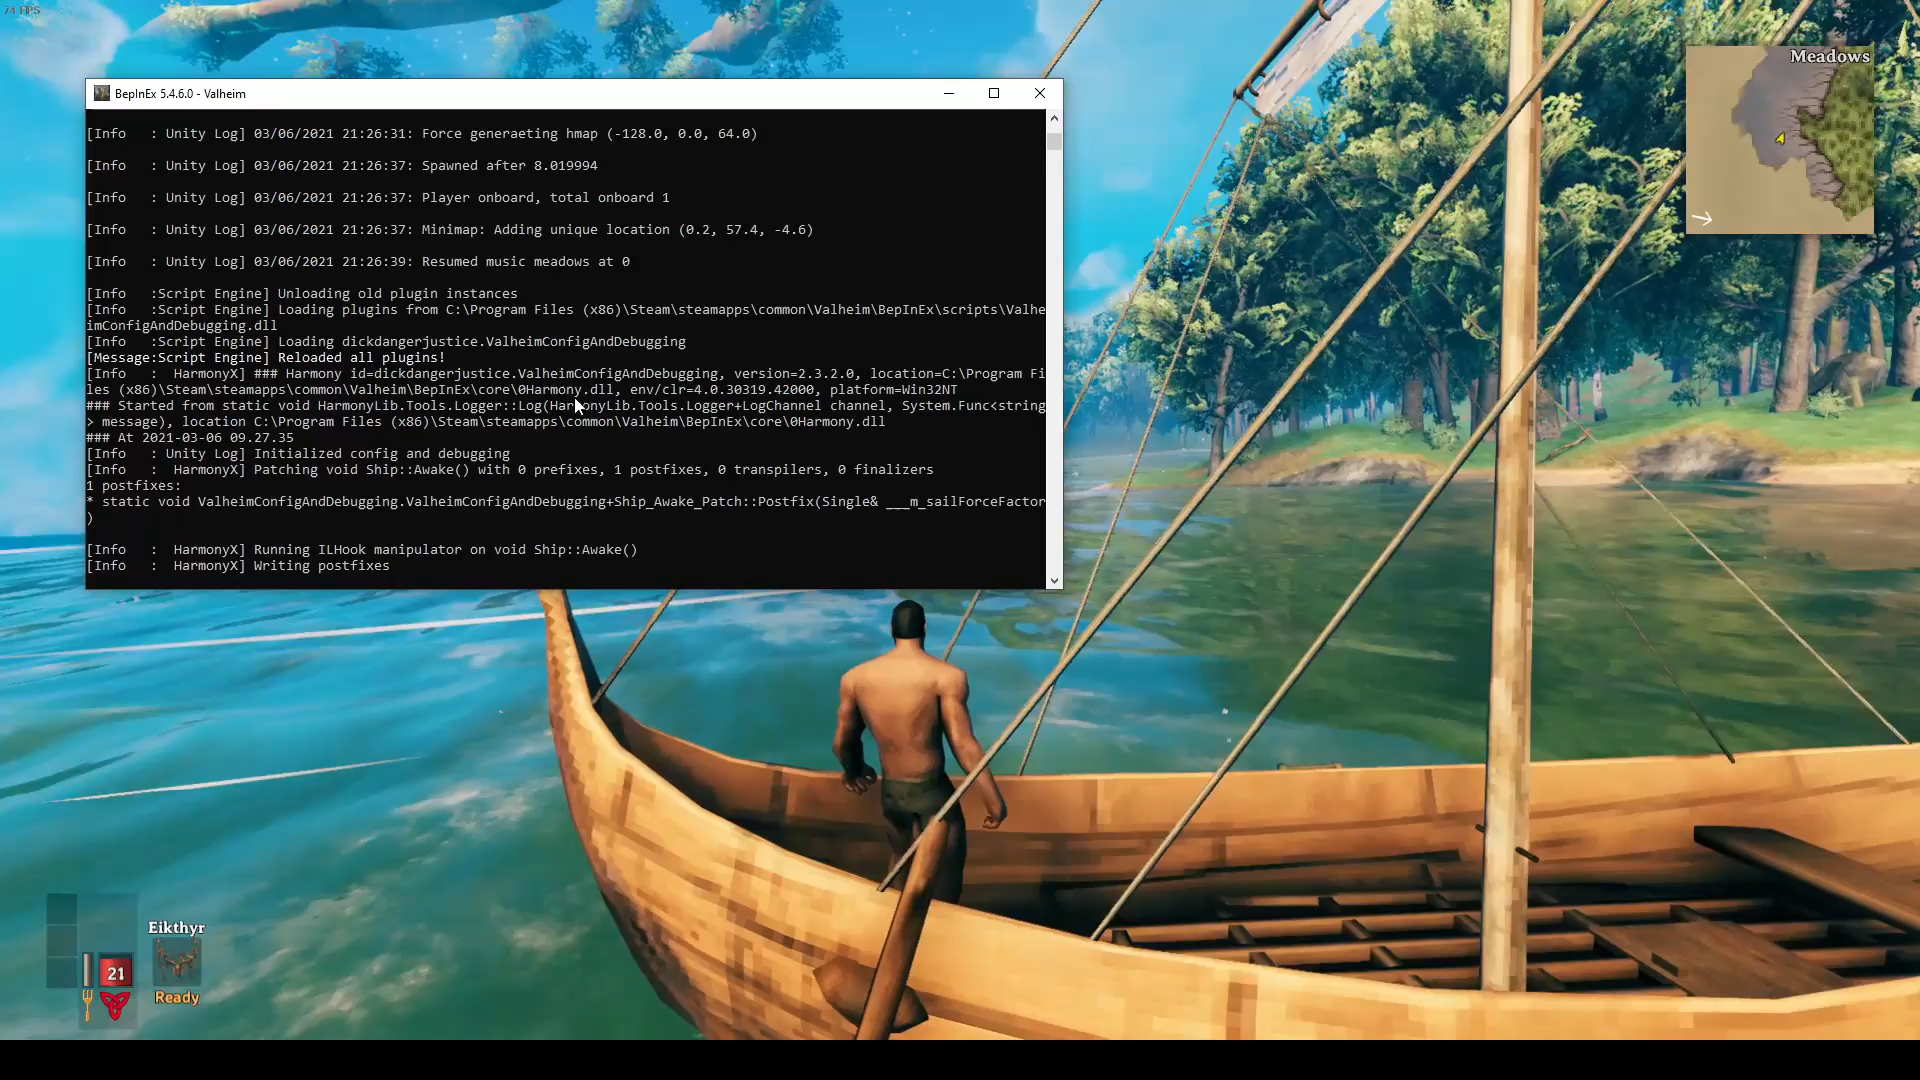 74 FPS
Meadows
BepInEx 5.4.6.0 - Valheim
[Info   : Unity Log] 03/06/2021 21:26:31: Force generaeting hmap (-128.0, 0.0, 64.0)
[Info   : Unity Log] 03/06/2021 21:26:37: Spawned after 8.019994
[Info   : Unity Log] 03/06/2021 21:26:37: Player onboard, total onboard 1
[Info   : Unity Log] 03/06/2021 21:26:37: Minimap: Adding unique location (0.2, 57.4, -4.6)
[Info   : Unity Log] 03/06/2021 21:26:39: Resumed music meadows at 0
[Info   :Script Engine] Unloading old plugin instances
[Info   :Script Engine] Loading plugins from C:\Program Files (x86)\Steam\steamapps\common\Valheim\BepInEx\scripts\Valhe
imConfigAndDebugging.dll
[Info   :Script Engine] Loading dickdangerjustice.ValheimConfigAndDebugging
[Message:Script Engine] Reloaded all plugins!
[Info   :  HarmonyX] ### Harmony id=dickdangerjustice.ValheimConfigAndDebugging, version=2.3.2.0, location=C:\Program Fi
les (x86)\Steam\steamapps\common\Valheim\BepInEx\core\0Harmony.dll, env/clr=4.0.30319.42000, platform=Win32NT
### Started from static void HarmonyLib.Tools.Logger::Log(HarmonyLib.Tools.Logger+LogChannel channel, System.Func<string
> message), location C:\Program Files (x86)\Steam\steamapps\common\Valheim\BepInEx\core\0Harmony.dll
### At 2021-03-06 09.27.35
[Info   : Unity Log] Initialized config and debugging
[Info   :  HarmonyX] Patching void Ship::Awake() with 0 prefixes, 1 postfixes, 0 transpilers, 0 finalizers
1 postfixes:
* static void ValheimConfigAndDebugging.ValheimConfigAndDebugging+Ship_Awake_Patch::Postfix(Single& ___m_sailForceFactor
)
[Info   :  HarmonyX] Running ILHook manipulator on void Ship::Awake()
[Info   :  HarmonyX] Writing postfixes
Eikthyr
21
Ready